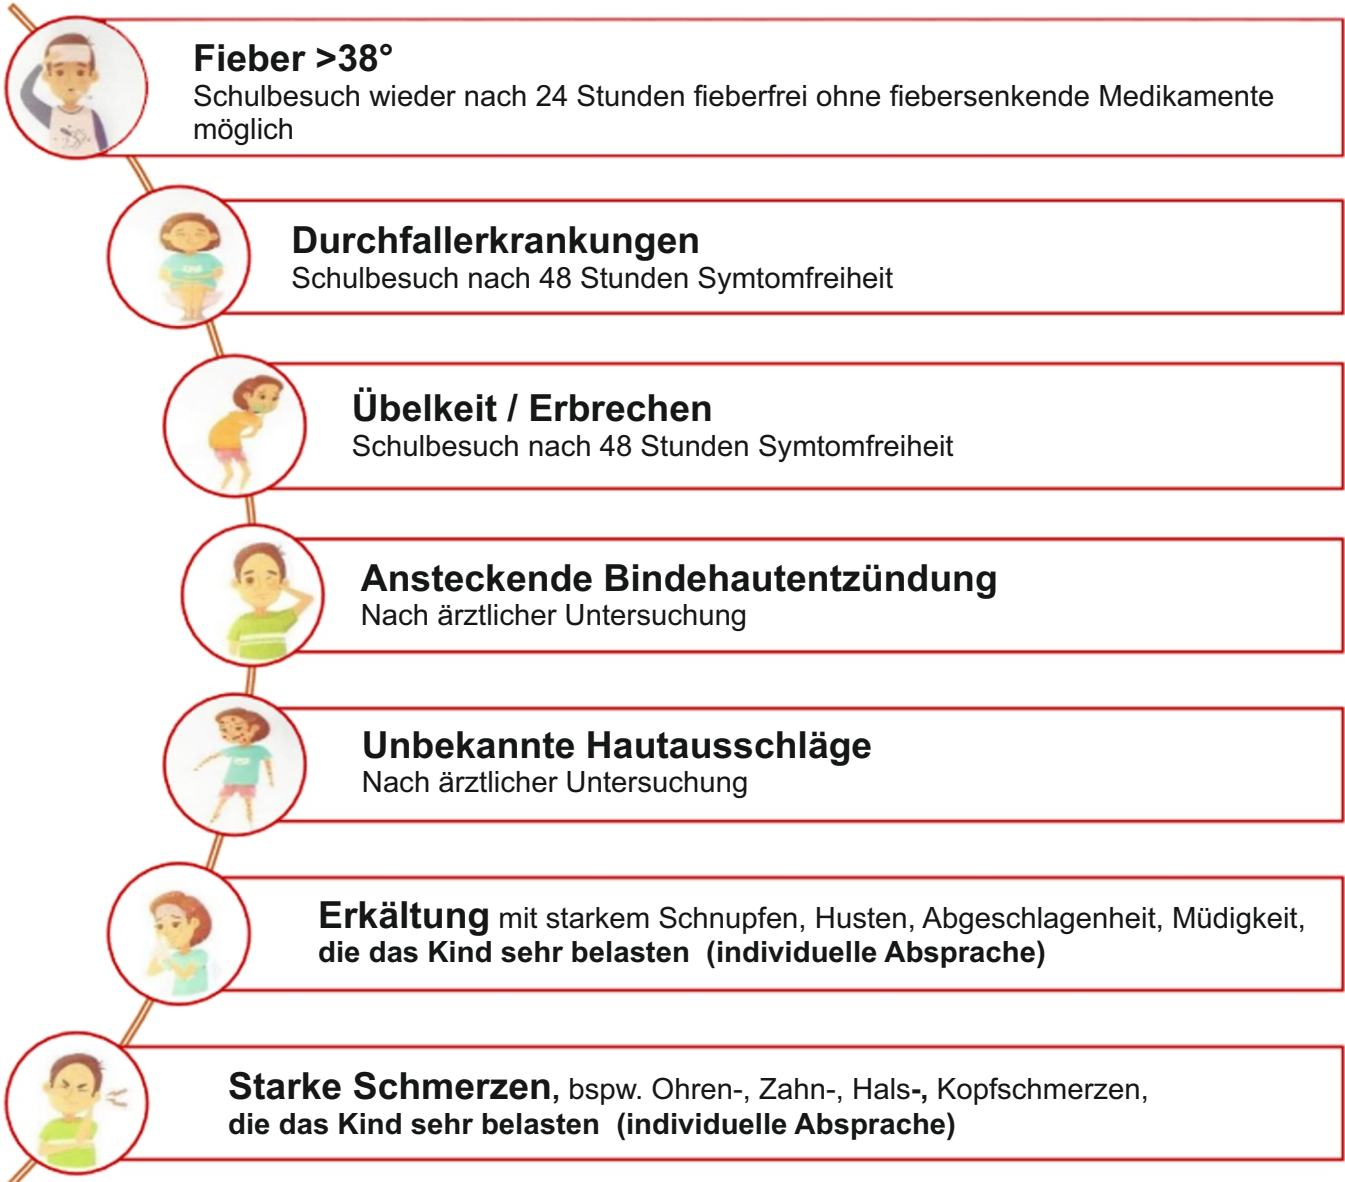 Fieber >38°
Schulbesuch wieder nach 24 Stunden fieberfrei ohne fiebersenkende Medikamente
möglich
Durchfallerkrankungen
Schulbesuch nach 48 Stunden Symtomfreiheit
Übelkeit / Erbrechen
Schulbesuch nach 48 Stunden Symtomfreiheit
Ansteckende Bindehautentzündung
Nach ärztlicher Untersuchung
Unbekannte Hautausschläge
Nach ärztlicher Untersuchung
Erkältung mit starkem Schnupfen, Husten, Abgeschlagenheit, Müdigkeit,
die das Kind sehr belasten (individuelle Absprache)
Starke Schmerzen, bspw. Ohren-, Zahn-, Hals-, Kopfschmerzen,
die das Kind sehr belasten (individuelle Absprache)